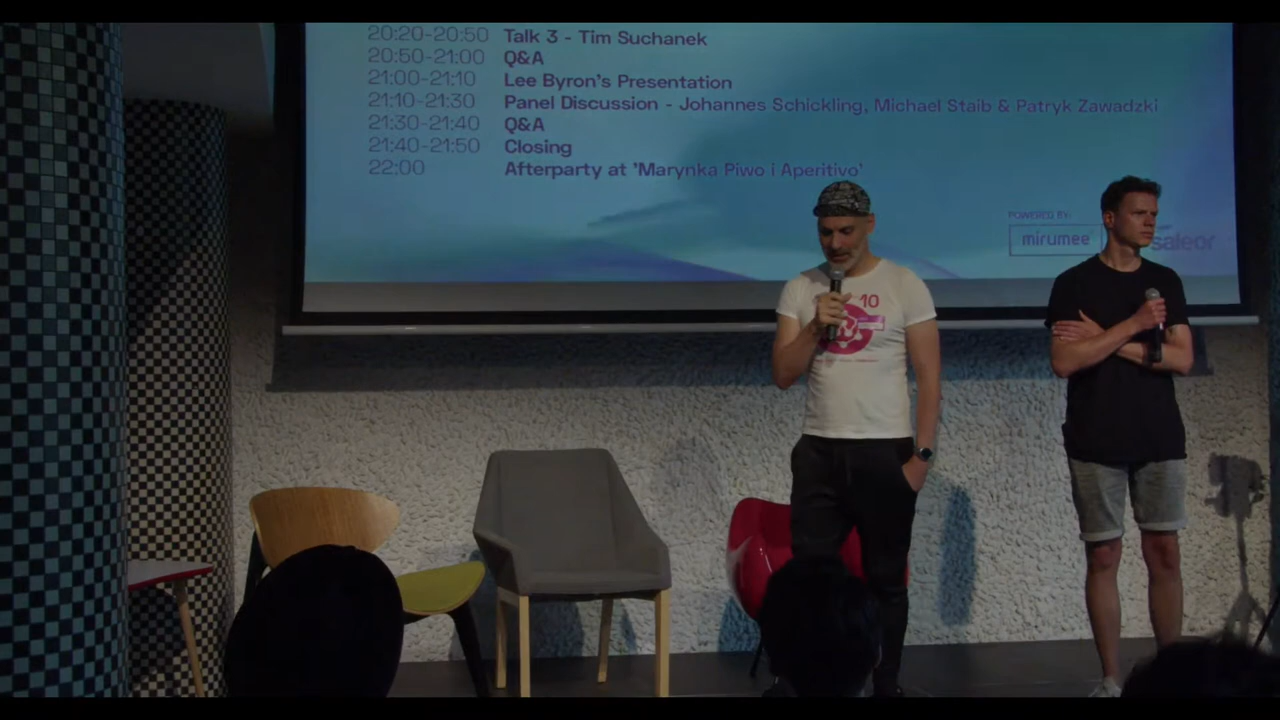 20:20-20:50 Talk 3 - Tim Suchanek
20:50-21:00 Q&A
21:00-21:10 Lee Byron's Presentation
21:10-21:30 Panel Discussion - Johannes Schickling, Michael Staib & Patryk Zawadzki
21:30-21:40 Q&A
21:40-21:50 Closing
22:00 Afterparty at 'Marynka Piwo i Aperitivo'
POWERED BY:
mirumee
saleor
10